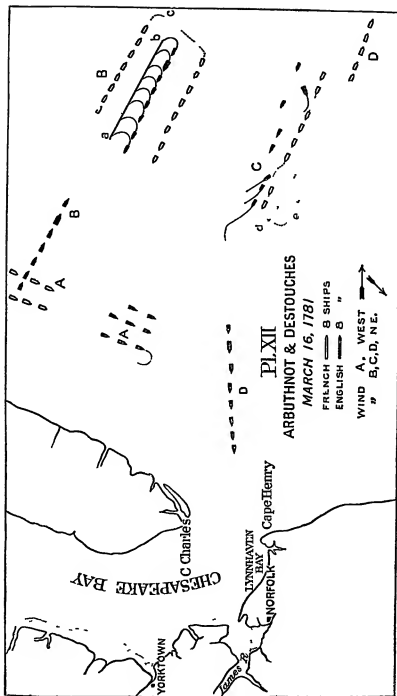 c
b
B
a
B
A
D
C
d
e
A
D
Pl. XII
ARBUTHNOT & DESTOUCHES
MARCH 16, 1781
FRENCH 8 SHIPS
ENGLISH 8 "
WIND A, WEST
" B, C, D, N E.
D
CHESAPEAKE BAY
C Charles
Cape Henry
LYNNHAVEN
BAY
NORFOLK
YORKTOWN
James R.